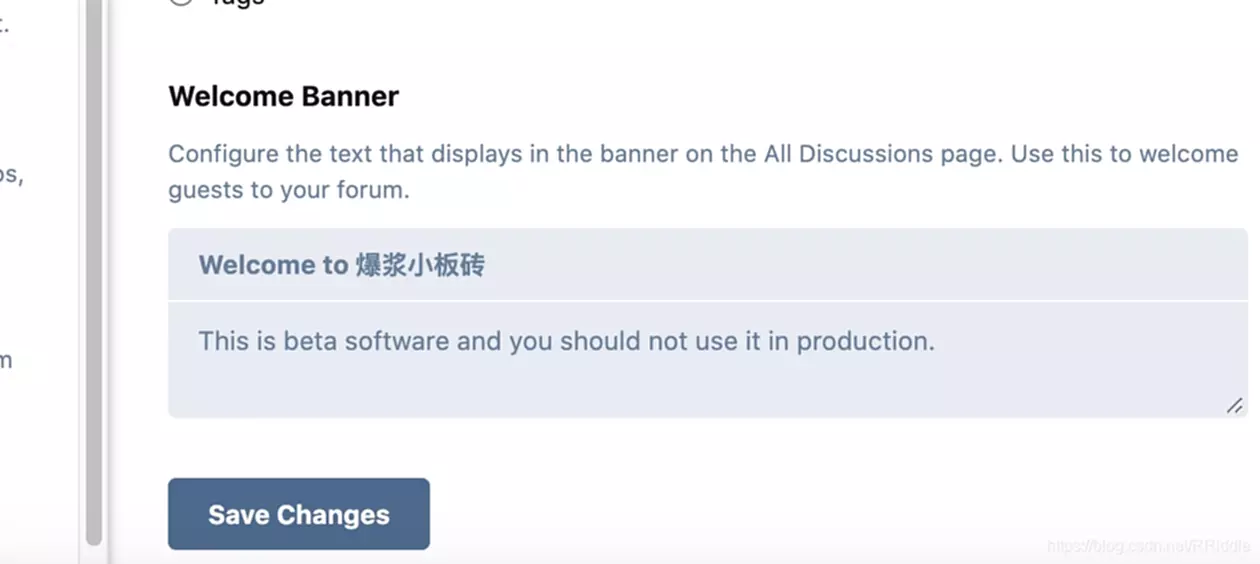 t.
Tags
Welcome Banner
Configure the text that displays in the banner on the All Discussions page. Use this to welcome
os,
guests to your forum.
Welcome to 爆浆小板砖
This is beta software and you should not use it in production.
m
Save Changes
https://blog.csdn.net/RRiddle